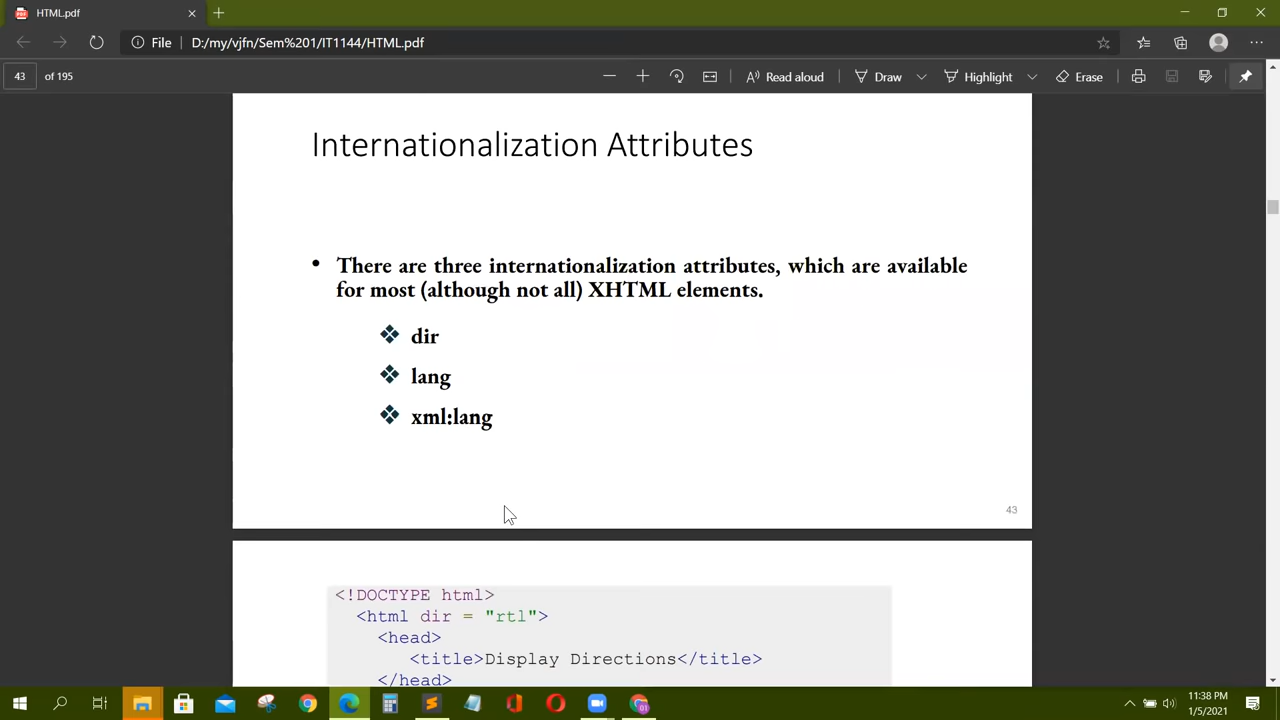 HTML.pdf
File
D:/my/vjfn/Sem%201/IT1144/HTML.pdf
43
of 195
Read aloud
Draw
Highlight
Erase
Internationalization Attributes
• There are three internationalization attributes, which are available
for most (although not all) XHTML elements.
❖ dir
❖ lang
❖ xml:lang
43
<!DOCTYPE html>
<html dir = "rtl">
<head>
<title>Display Directions</title>
</head>
11:38 PM
1/5/2021